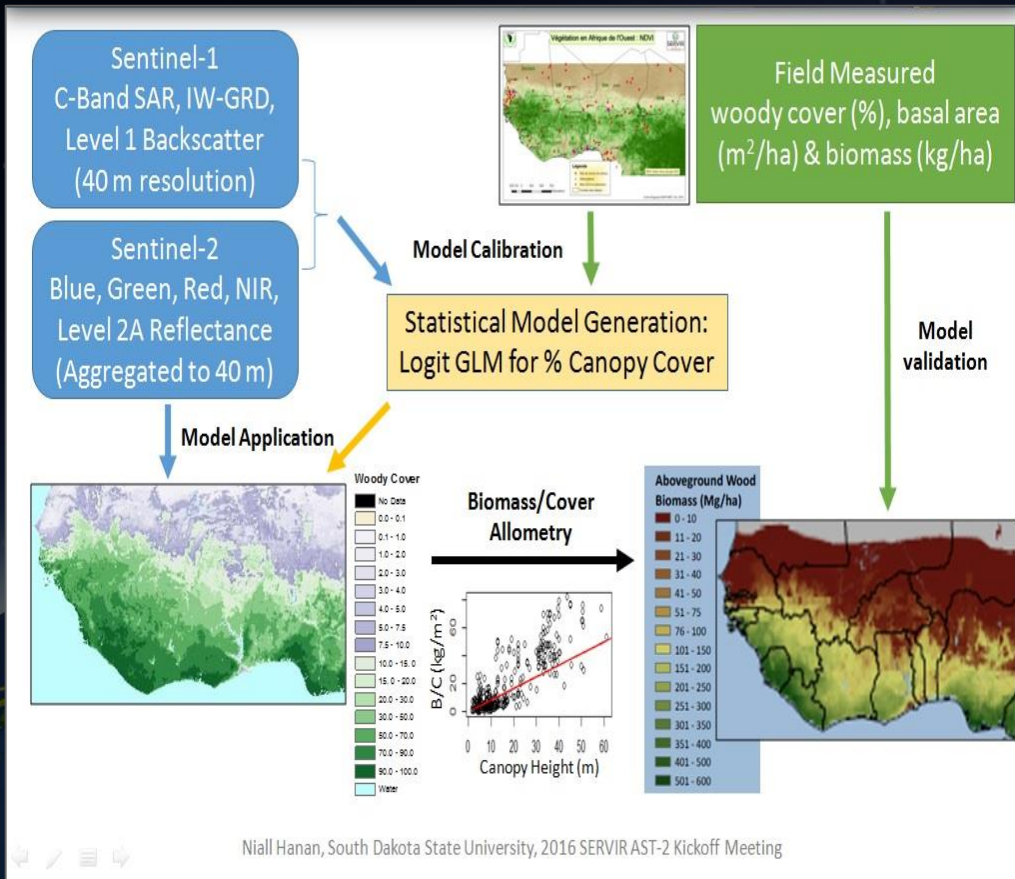 Sentinel-1
C-Band SAR, IW-GRD,
Level 1 Backscatter
(40 m resolution)
Sentinel-2
Blue, Green, Red, NIR,
Level 2A Reflectance
(Aggregated to 40 m)
Végétation en Afrique de l'Ouest : NDVI
SERVIR
Field Measured
woody cover (%), basal area
(m²/ha) & biomass (kg/ha)
Model Calibration
Statistical Model Generation:
Logit GLM for % Canopy Cover
Model
validation
Model Application
Woody Cover
No Data
0.0 - 0.1
0.1 - 1.0
1.0 - 2.0
2.0 - 3.0
3.0 - 4.0
4.0 - 5.0
5.0 - 7.5
7.5 - 10.0
10.0 - 15.0
15.0 - 20.0
20.0 - 30.0
30.0 - 50.0
50.0 - 70.0
70.0 - 90.0
90.0 - 100.0
Water
Biomass/Cover
Allometry
B/C (kg/m²)
0 20 60
0 10 20 30 40 50 60
Canopy Height (m)
Aboveground Wood
Biomass (Mg/ha)
0 - 10
11 - 20
21 - 30
31 - 40
41 - 50
51 - 75
76 - 100
101 - 150
151 - 200
201 - 250
251 - 300
301 - 350
351 - 400
401 - 500
501 - 600
Niall Hanan, South Dakota State University, 2016 SERVIR AST-2 Kickoff Meeting